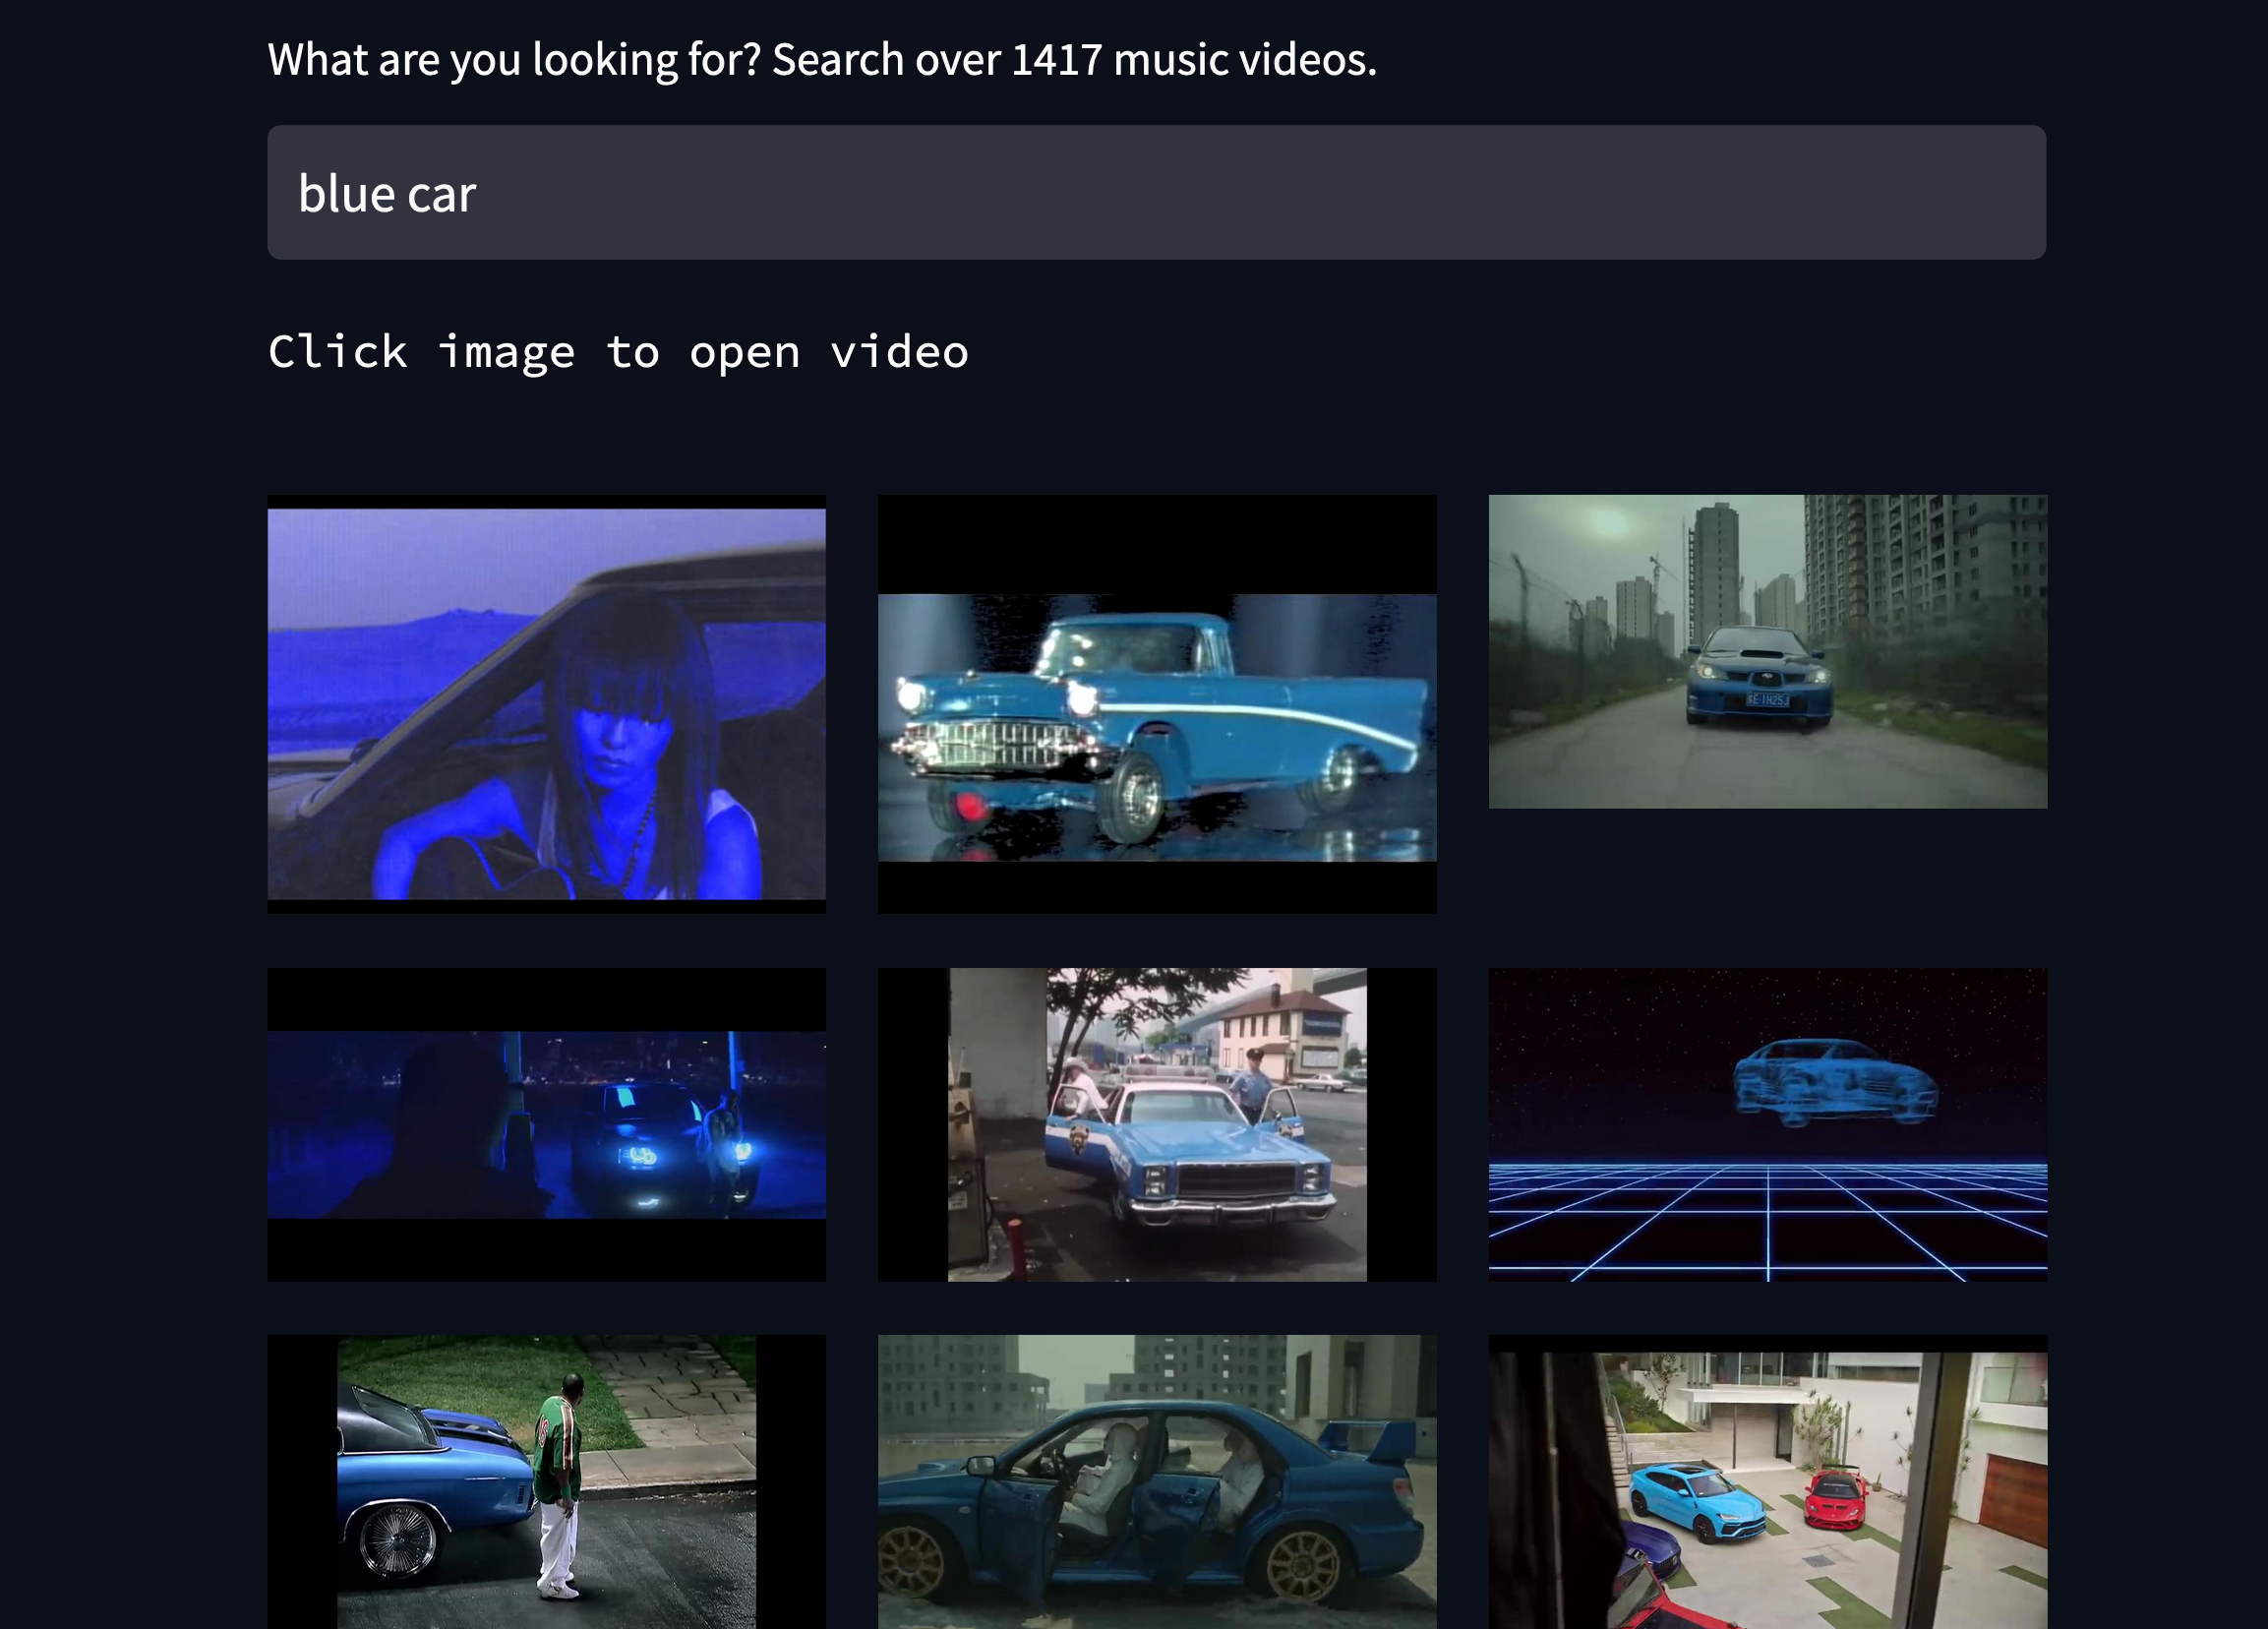 What are you looking for? Search over 1417 music videos.
blue car
Click image to open video